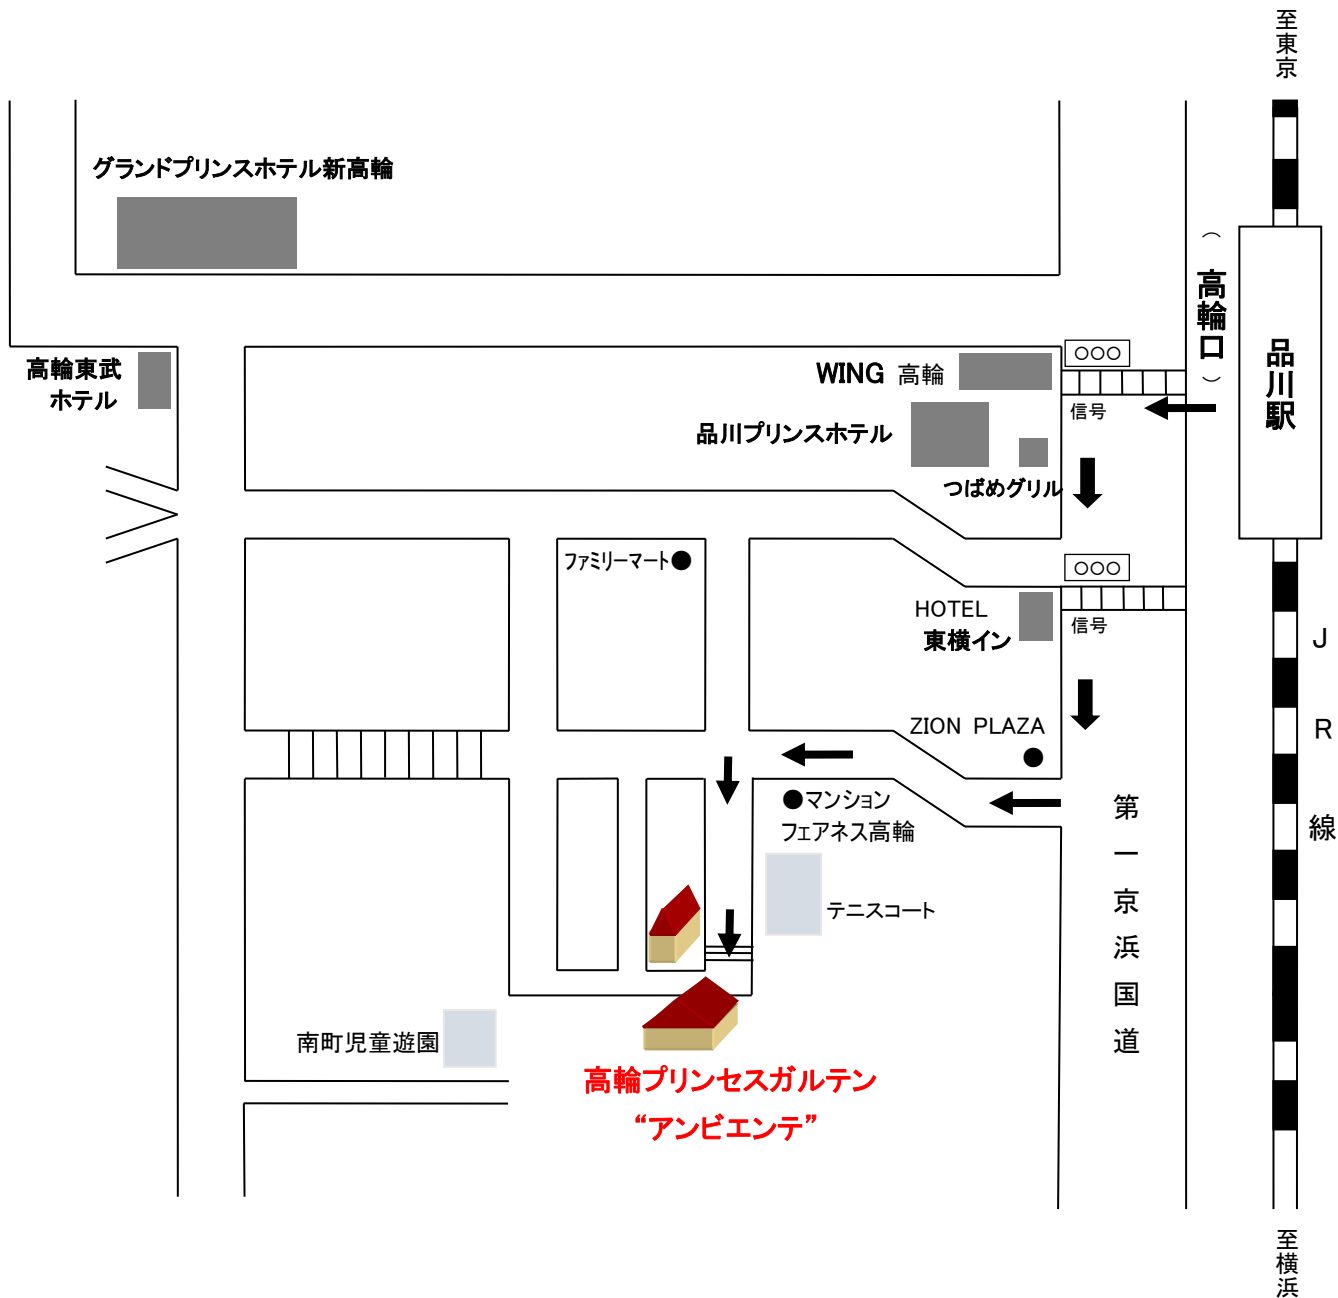 至東京
グランドプリンスホテル新高輪
（高輪口）
品川駅
高輪東武
ホテル
WING 高輪
○○○
信号
品川プリンスホテル
つばめグリル
ファミリーマート●
○○○
信号
HOTEL
東横イン
ZION PLAZA
●マンション
フェアネス高輪
テニスコート
第一京浜国道
JR線
南町児童遊園
高輪プリンセスガルテン
“アンビエンテ”
至横浜